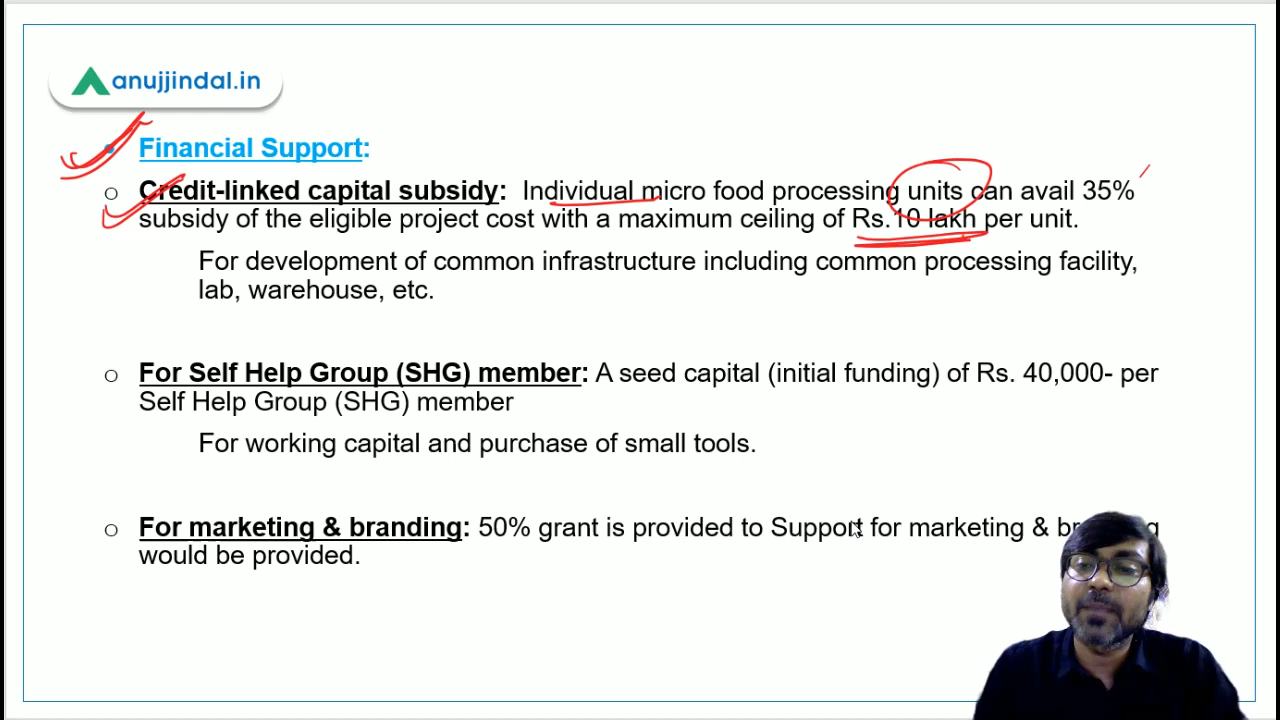 anujjindal.in
Financial Support:
Credit-linked capital subsidy: Individual micro food processing units can avail 35%
subsidy of the eligible project cost with a maximum ceiling of Rs.10 lakh per unit.
For development of common infrastructure including common processing facility,
lab, warehouse, etc.
For Self Help Group (SHG) member: A seed capital (initial funding) of Rs. 40,000- per
Self Help Group (SHG) member
For working capital and purchase of small tools.
For marketing & branding: 50% grant is provided to Support for marketing &
would be provided.